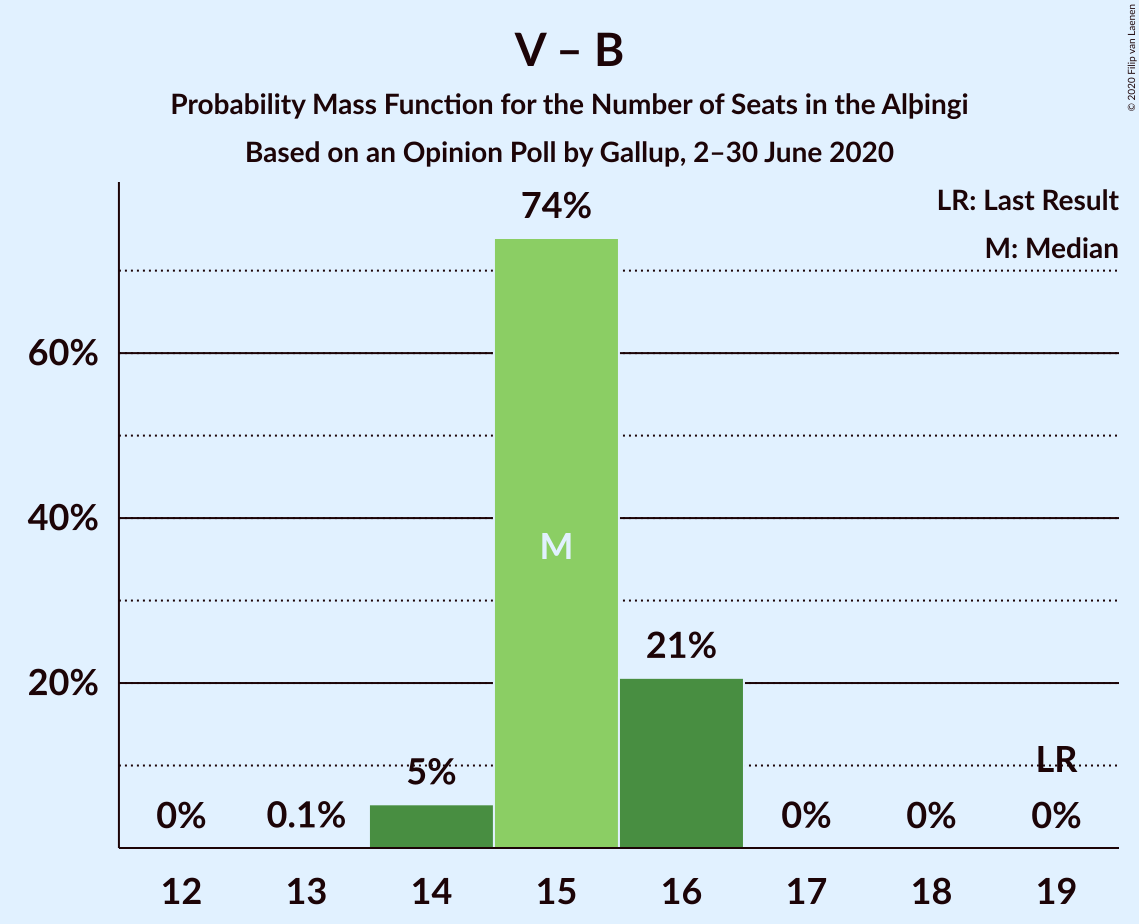 V – B
Probability Mass Function for the Number of Seats in the Alþingi
Based on an Opinion Poll by Gallup, 2–30 June 2020
© 2020 Filip van Laenen
LR: Last Result
M: Median
74%
60%
40%
M
21%
20%
LR
5%
0%
0.1%
0%
0%
0%
12
13
14
15
16
17
18
19